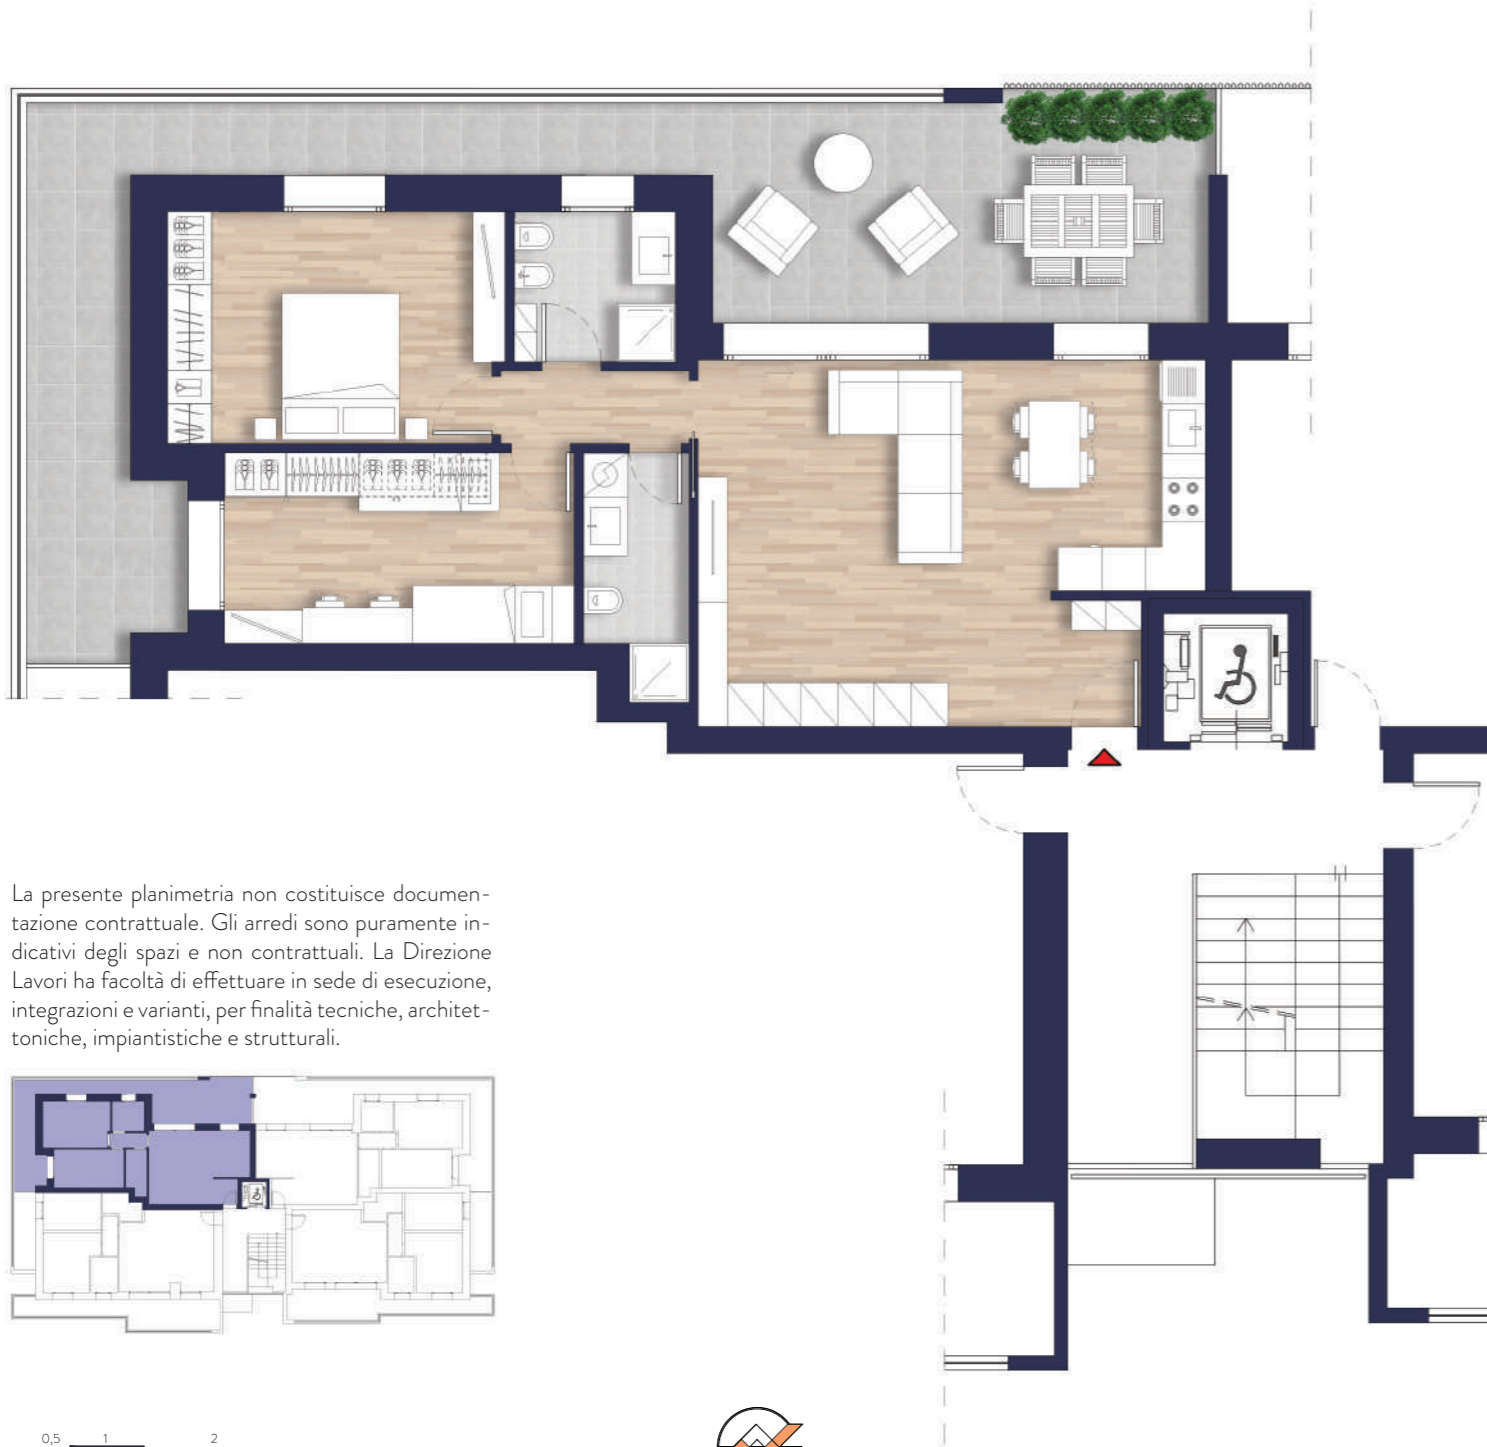 La presente planimetria non costituisce documen-
tazione contrattuale. Gli arredi sono puramente in-
dicativi degli spazi e non contrattuali. La Direzione
Lavori ha facoltà di effettuare in sede di esecuzione,
integrazioni e varianti, per finalità tecniche, architet-
toniche, impiantistiche e strutturali.
0,5 1 2